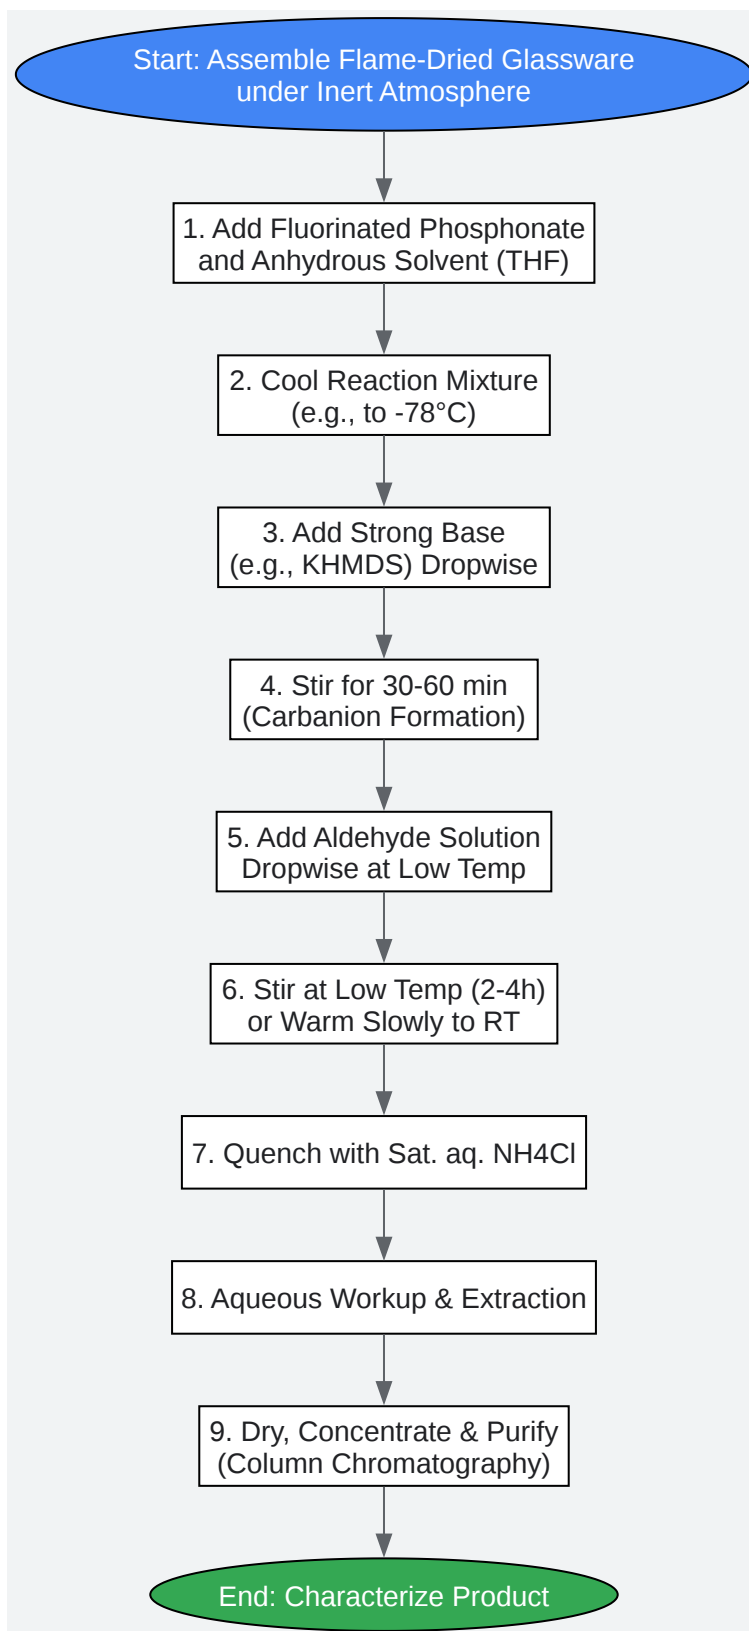 Start: Assemble Flame-Dried Glassware
under Inert Atmosphere
1. Add Fluorinated Phosphonate
and Anhydrous Solvent (THF)
2. Cool Reaction Mixture
(e.g., to -78°C)
3. Add Strong Base
(e.g., KHMDS) Dropwise
4. Stir for 30-60 min
(Carbanion Formation)
5. Add Aldehyde Solution
Dropwise at Low Temp
6. Stir at Low Temp (2-4h)
or Warm Slowly to RT
7. Quench with Sat. aq. NH4Cl
8. Aqueous Workup & Extraction
9. Dry, Concentrate & Purify
(Column Chromatography)
End: Characterize Product